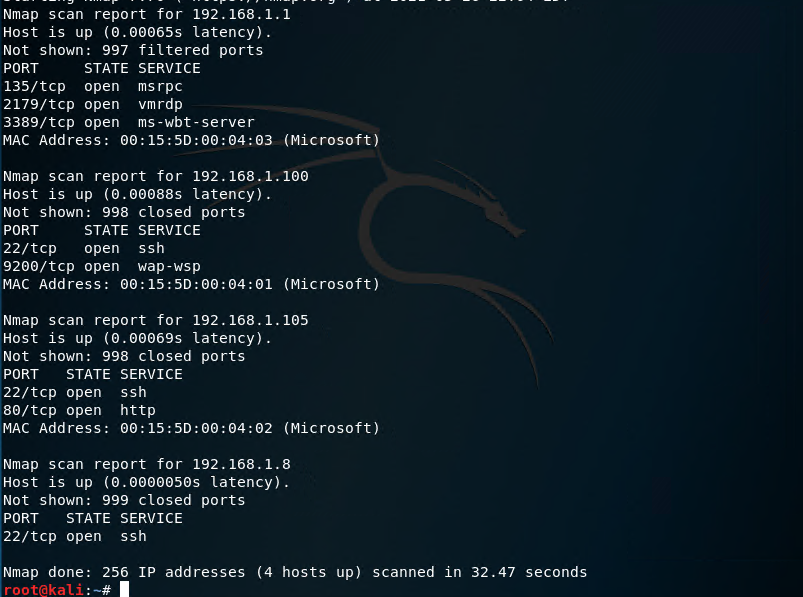 Nmap scan report for 192.168.1.1
Host is up (0.00065s latency).
Not shown: 997 filtered ports
PORT     STATE SERVICE
135/tcp  open  msrpc
2179/tcp open  vmrdp
3389/tcp open  ms-wbt-server
MAC Address: 00:15:5D:00:04:03 (Microsoft)

Nmap scan report for 192.168.1.100
Host is up (0.00088s latency).
Not shown: 998 closed ports
PORT     STATE SERVICE
22/tcp   open  ssh
9200/tcp open  wap-wsp
MAC Address: 00:15:5D:00:04:01 (Microsoft)

Nmap scan report for 192.168.1.105
Host is up (0.00069s latency).
Not shown: 998 closed ports
PORT   STATE SERVICE
22/tcp open  ssh
80/tcp open  http
MAC Address: 00:15:5D:00:04:02 (Microsoft)

Nmap scan report for 192.168.1.8
Host is up (0.0000050s latency).
Not shown: 999 closed ports
PORT   STATE SERVICE
22/tcp open  ssh

Nmap done: 256 IP addresses (4 hosts up) scanned in 32.47 seconds
root@kali:~#